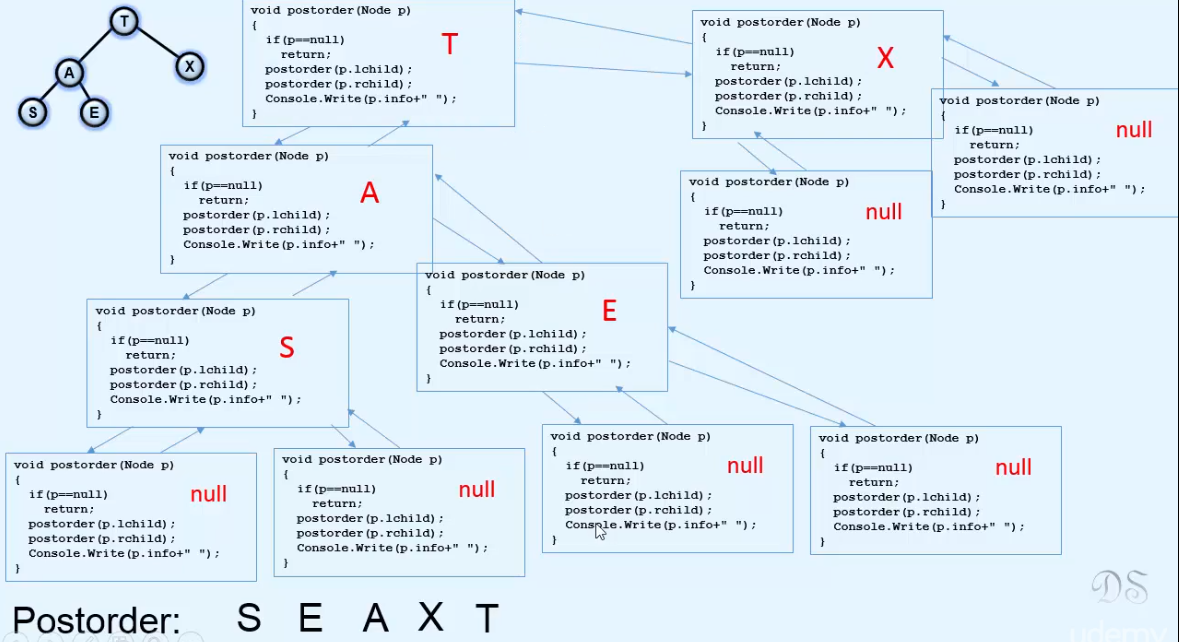 T
A
X
S
E
void postorder(Node p)
{
if(p==null)
return;
postorder(p.lchild);
postorder(p.rchild);
Console.Write(p.info+" ");
}
T
void postorder(Node p)
{
if(p==null)
return;
postorder(p.lchild);
postorder(p.rchild);
Console.Write(p.info+" ");
}
X
void postorder(Node p)
{
if(p==null)
return;
postorder(p.lchild);
postorder(p.rchild);
Console.Write(p.info+" ");
}
null
void postorder(Node p)
{
if(p==null)
return;
postorder(p.lchild);
postorder(p.rchild);
Console.Write(p.info+" ");
}
A
void postorder(Node p)
{
if(p==null)
return;
postorder(p.lchild);
postorder(p.rchild);
Console.Write(p.info+" ");
}
null
void postorder(Node p)
{
if(p==null)
return;
postorder(p.lchild);
postorder(p.rchild);
Console.Write(p.info+" ");
}
E
void postorder(Node p)
{
if(p==null)
return;
postorder(p.lchild);
postorder(p.rchild);
Console.Write(p.info+" ");
}
S
void postorder(Node p)
{
if(p==null)
return;
postorder(p.lchild);
postorder(p.rchild);
Console.Write(p.info+" ");
}
null
void postorder(Node p)
{
if(p==null)
return;
postorder(p.lchild);
postorder(p.rchild);
Console.Write(p.info+" ");
}
null
void postorder(Node p)
{
if(p==null)
return;
postorder(p.lchild);
postorder(p.rchild);
Console.Write(p.info+" ");
}
null
void postorder(Node p)
{
if(p==null)
return;
postorder(p.lchild);
postorder(p.rchild);
Console.Write(p.info+" ");
}
null
DS
Postorder: S E A X T
udemy